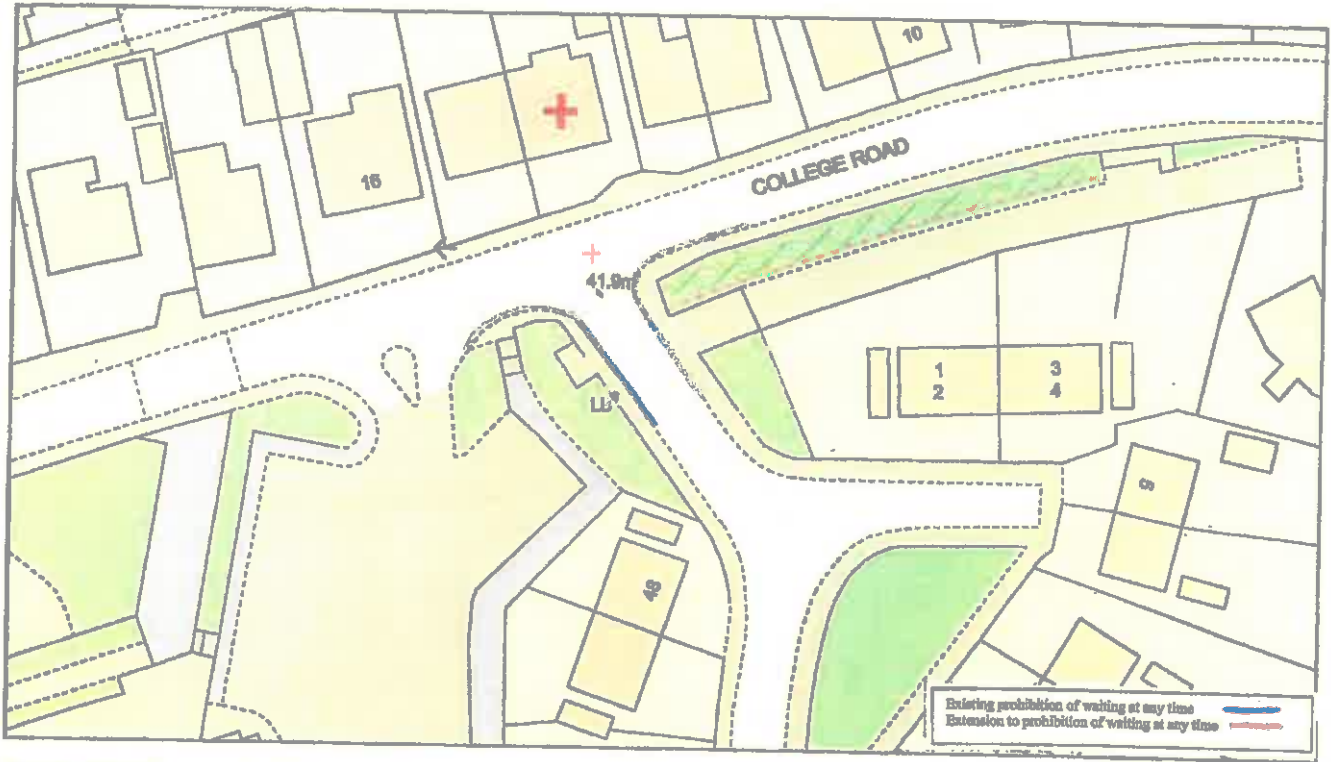 10
16
COLLEGE ROAD
41.9m
LB
1
2
3
4
48
Existing prohibition of waiting at any time
Extension to prohibition of waiting at any time